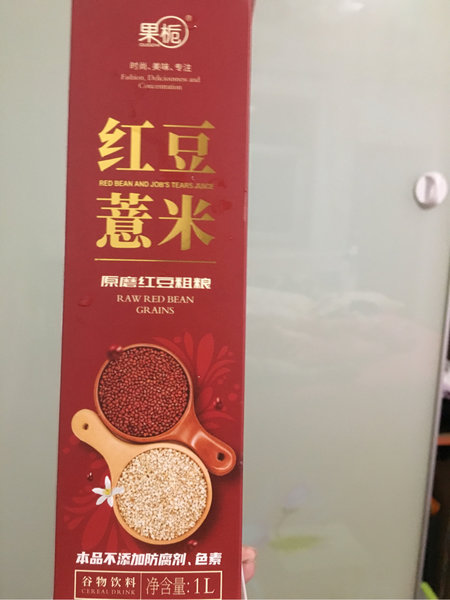 果栀
®
时尚、美味、专注
Fashion, Deliciousness and
Concentration
红豆
RED BEAN AND JOB'S TEARS JUICE
薏米
原磨红豆粗粮
RAW RED BEAN
GRAINS
本品不添加防腐剂、色素
谷物饮料
CEREAL DRINK
净含量:1L